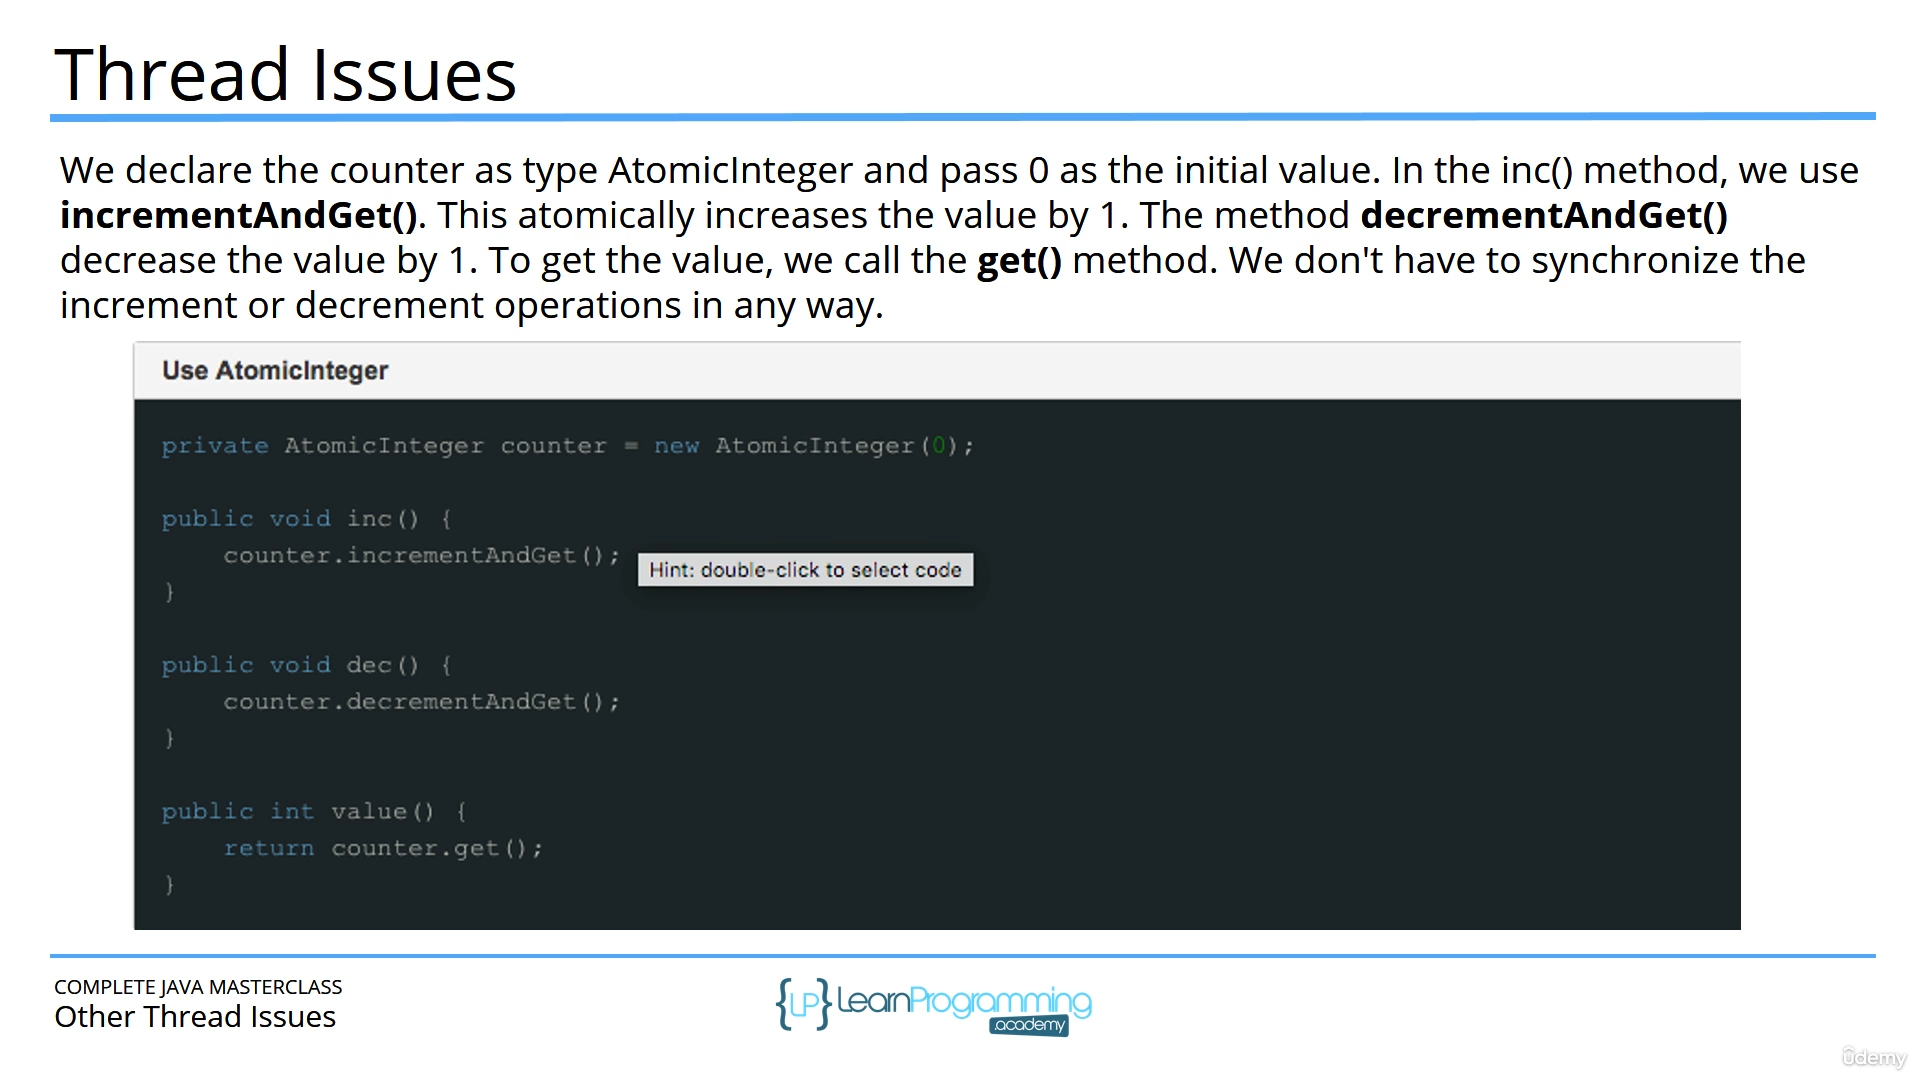 Thread Issues
We declare the counter as type AtomicInteger and pass 0 as the initial value. In the inc() method, we use
incrementAndGet(). This atomically increases the value by 1. The method decrementAndGet()
decrease the value by 1. To get the value, we call the get() method. We don't have to synchronize the
increment or decrement operations in any way.
Use AtomicInteger
private AtomicInteger counter = new AtomicInteger(0);
public void inc() {
counter.incrementAndGet();
Hint: double-click to select code
}
public void dec() {
counter.decrementAndGet();
}
public int value() {
return counter.get();
}
COMPLETE JAVA MASTERCLASS
Other Thread Issues
{LP} LearnProgramming
academy
ûdemy